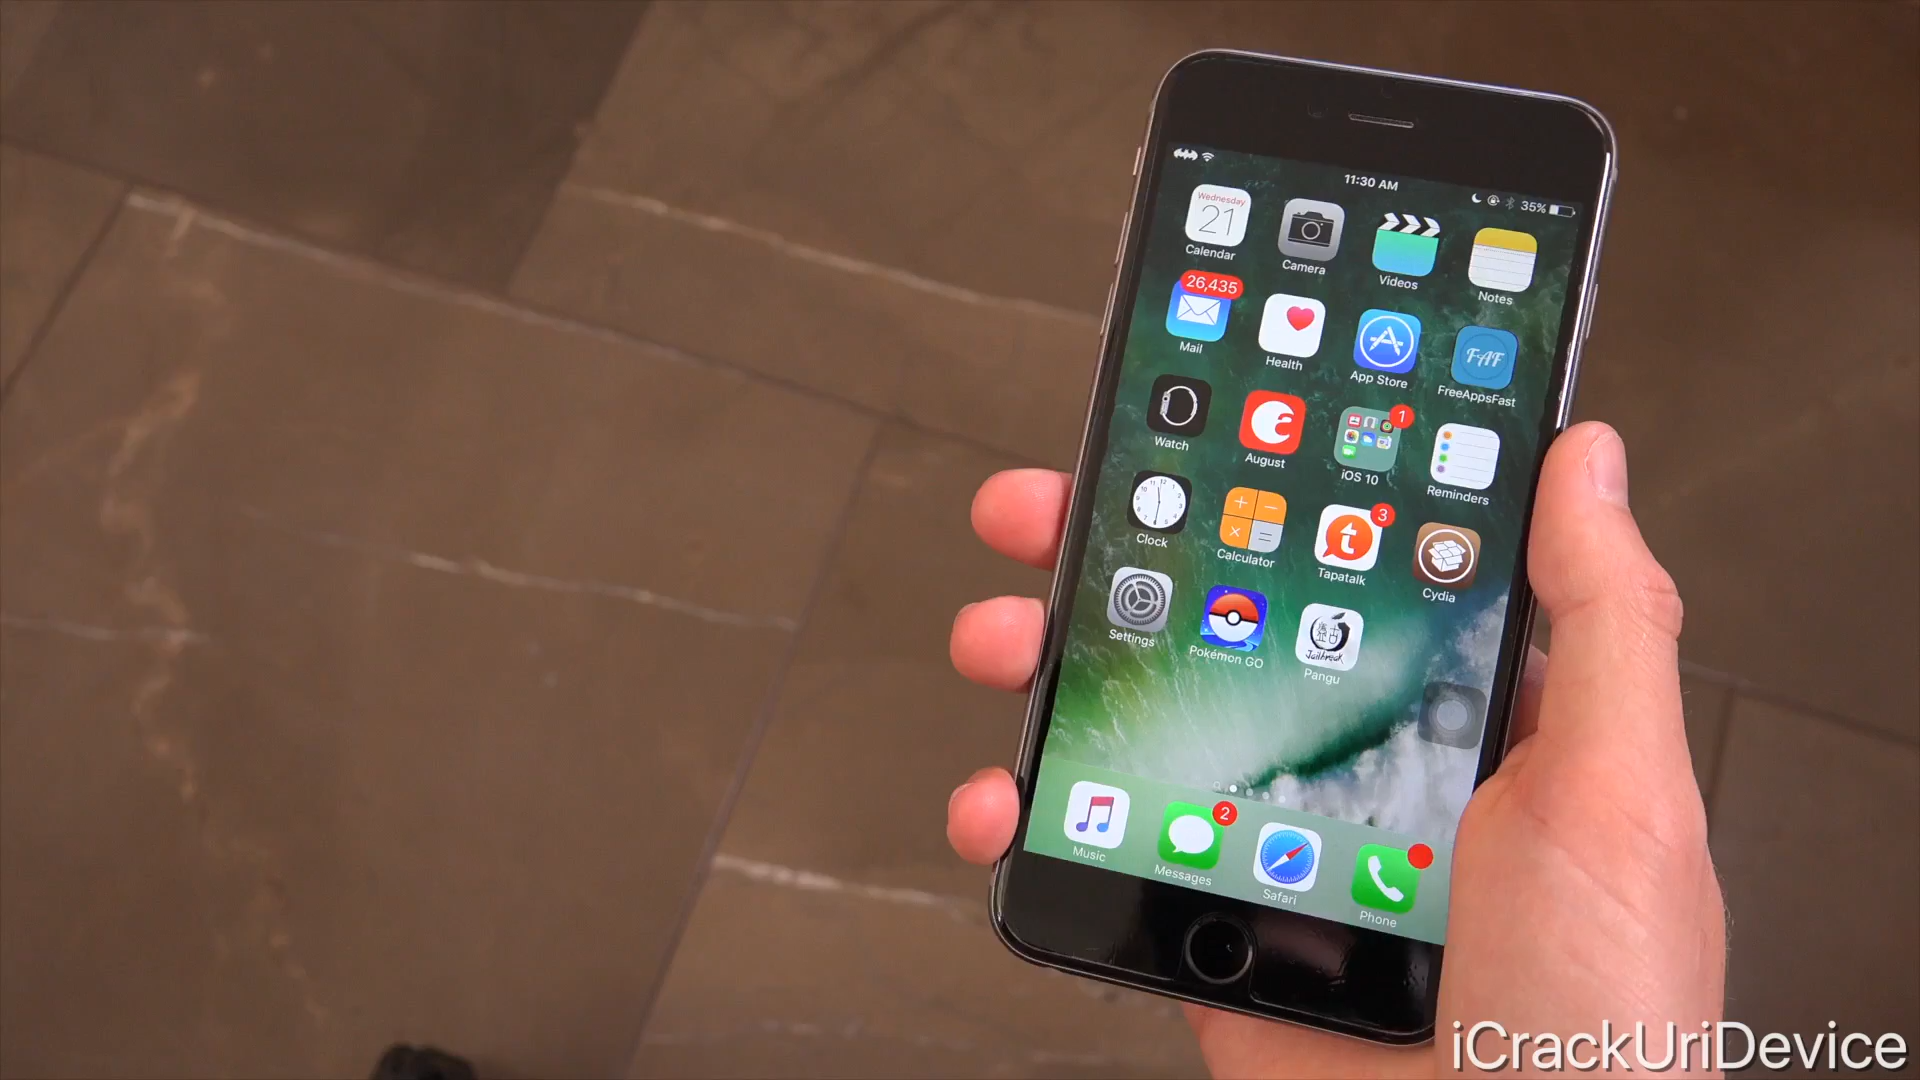 11:30 AM
35%
Wednesday
21
Calendar
Camera
Videos
Notes
26,435
Mail
Health
App Store
FAF
FreeAppsFast
Watch
August
1
iOS 10
Reminders
Clock
Calculator
3
Tapatalk
Cydia
Settings
Pokémon GO
Jailbreak
Pangu
Music
2
Messages
Safari
Phone
iCrackUriDevice